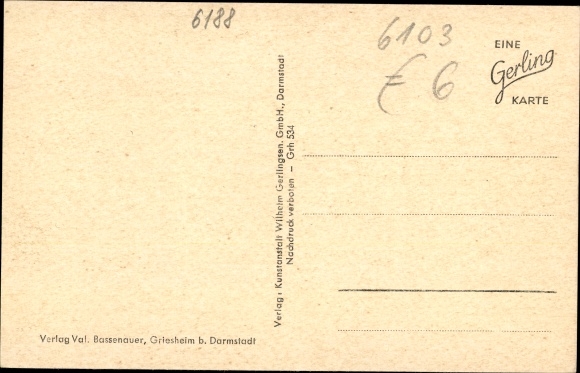 6188
6103
€ 6
EINE
Gerling
KARTE
Verlag: Kunstanstalt Wilhelm Gerlingsen, GmbH., Darmstadt
Nachdruck verboten – Grh 534
Verlag Val. Bassenauer, Griesheim b. Darmstadt